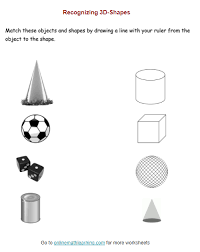 Recognizing 3D-Shapes
Match these objects and shapes by drawing a line with your ruler from the
object to the shape.
Go to onlinemathlearning.com for more worksheets